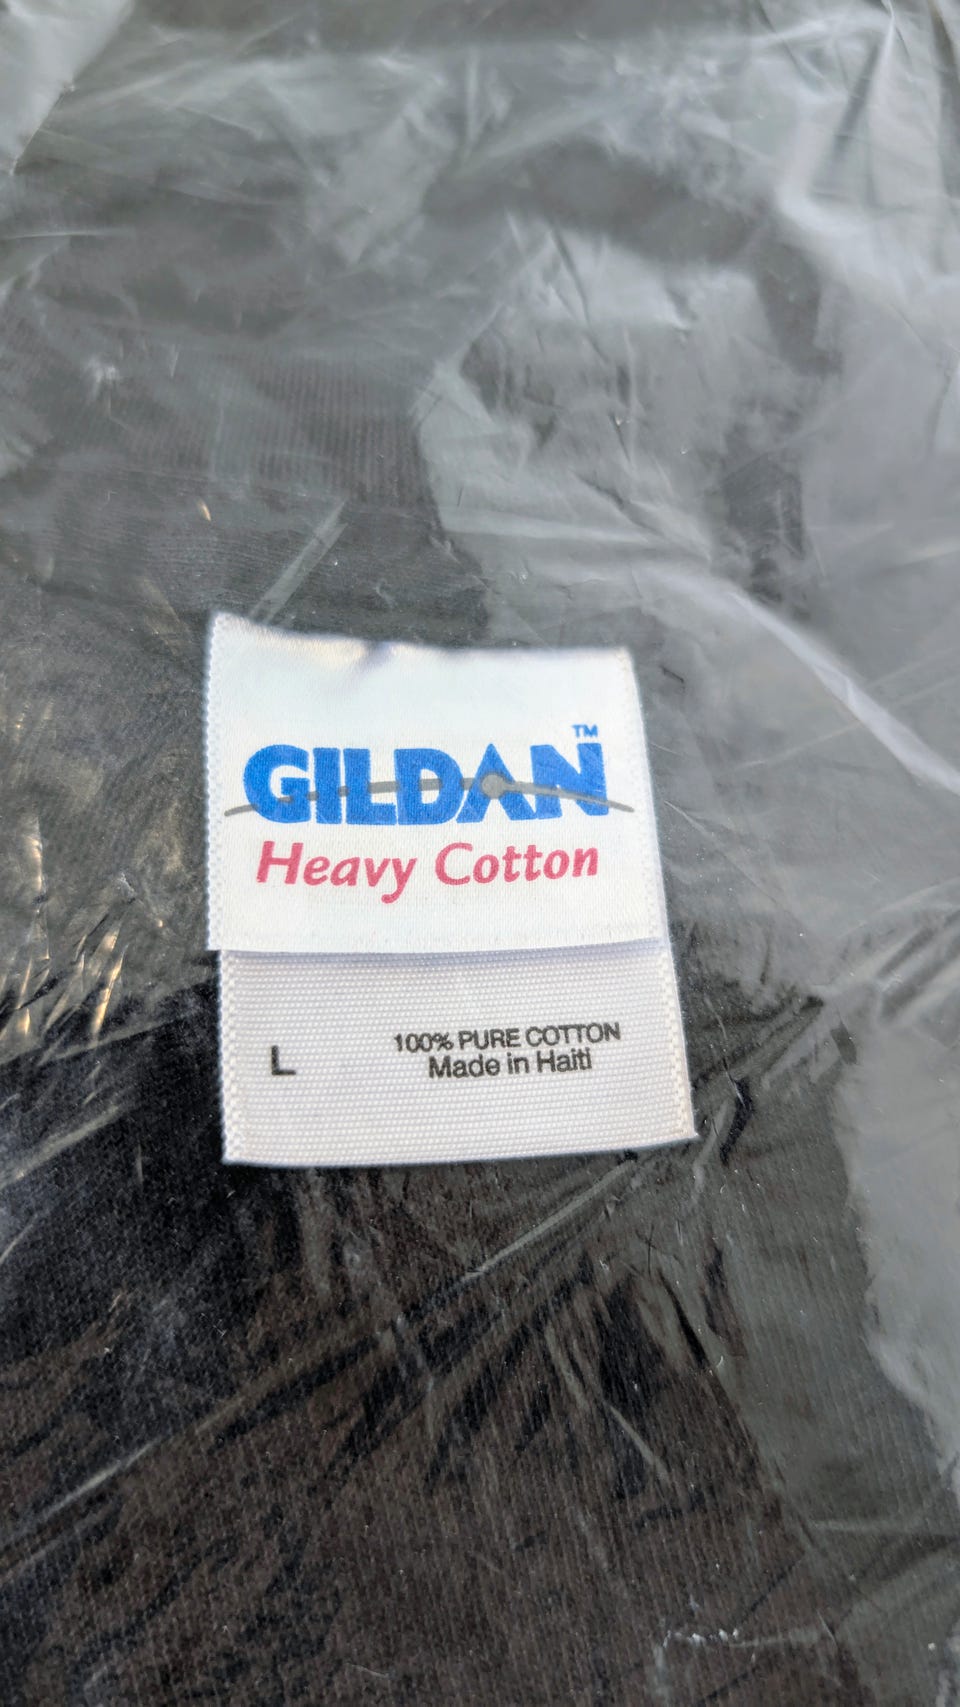 GILDAN™
Heavy Cotton
L
100% PURE COTTON
Made in Haiti